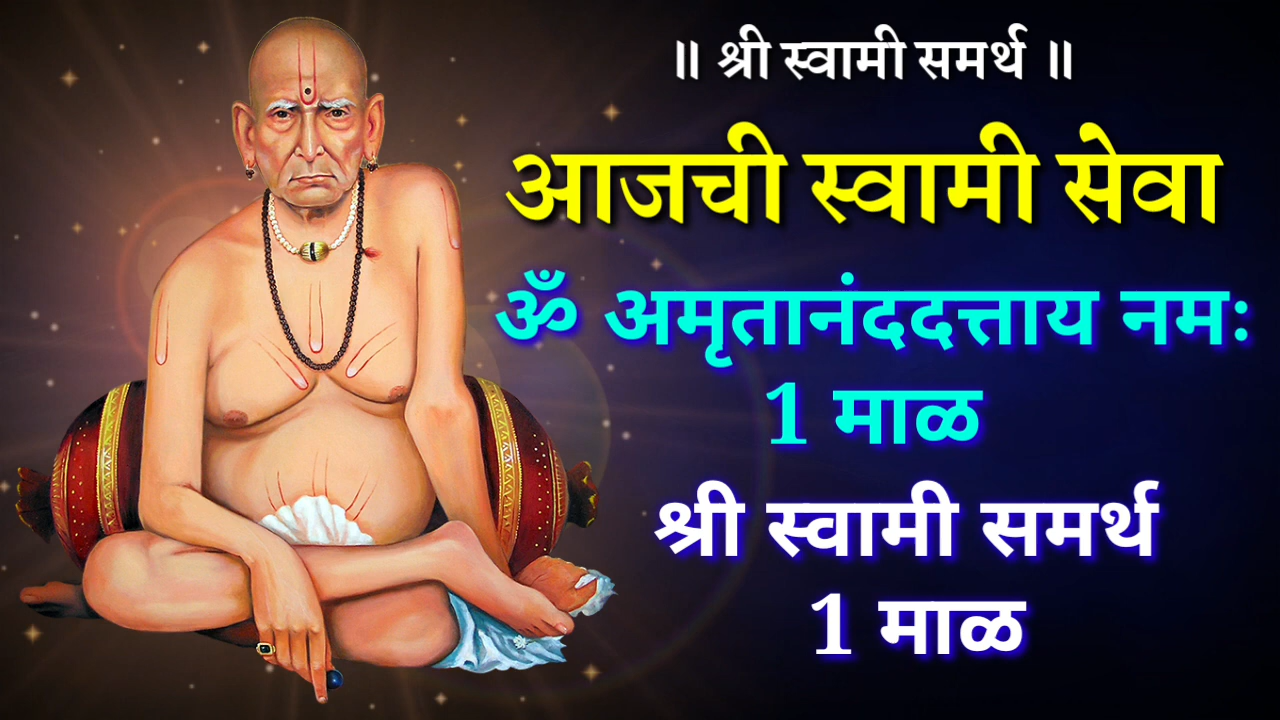 ॥ श्री स्वामी समर्थ ॥
आजची स्वामी सेवा
ॐ अमृतानंददत्ताय नमः
1 माळ
श्री स्वामी समर्थ
1 माळ